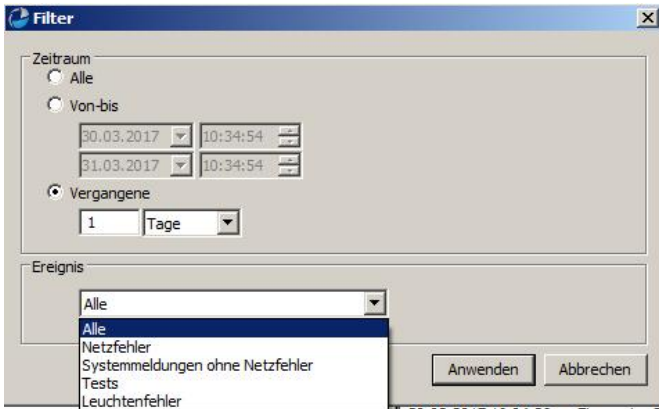 Filter
Zeitraum
Alle
Von-bis
30.03.2017 10:34:54
31.03.2017 10:34:54
Vergangene
1 Tage
Ereignis
Alle
Alle
Netzfehler
Systemmeldungen ohne Netzfehler
Tests
Leuchtenfehler
Anwenden Abbrechen